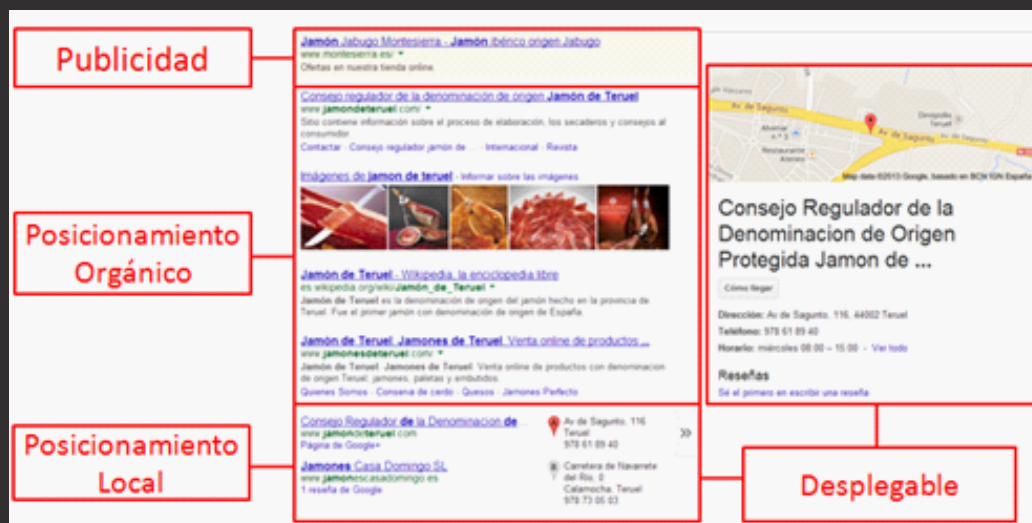 Publicidad
Jamón Jabugo Montesierra - Jamón ibérico origen Jabugo
www.montesierra.es/
Ofertas en nuestra tienda online.
Posicionamiento
Orgánico
Consejo regulador de la denominación de origen Jamón de Teruel
www.jamondeteruel.com/
Sitio contiene información sobre el proceso de elaboración, los secaderos y consejos al
consumidor.
Contactar - Consejo regulador jamón de ... - Internacional - Revista
Imágenes de jamon de teruel - Informar sobre las imágenes
Jamón de Teruel - Wikipedia, la enciclopedia libre
es.wikipedia.org/wiki/Jamón_de_Teruel
Jamón de Teruel es la denominación de origen del jamón hecho en la provincia de
Teruel. Fue el primer jamón con denominación de origen de España.
Jamón de Teruel. Jamones de Teruel. Venta online de productos ...
www.jamonesdeteruel.com/
Jamón de Teruel. Jamones de Teruel. Venta online de productos con denominacion
de origen Teruel, jamones, paletas y embutidos.
Quienes Somos - Conserva de cerdo - Quesos - Jamones Perfecto
Posicionamiento
Local
Consejo Regulador de la Denominacion de ...
www.jamondeteruel.com
Página de Google+
A
Av de Sagunto, 116
Teruel
978 61 89 40
»
Jamones Casa Domingo SL
www.jamonescasadomingo.es
1 reseña de Google
B
Carretera de Navarrete
del Río, 0
Calamocha, Teruel
978 73 05 03
Av. de Sagunto
Dinopolis
Teruel
Restaurante
Av. de Sagunto
Map data ©2013 Google, basado en BCN IGN España
Consejo Regulador de la
Denominacion de Origen
Protegida Jamon de ...
Cómo llegar
Dirección: Av de Sagunto, 116, 44002 Teruel
Teléfono: 978 61 89 40
Horario: miércoles 08:00 – 15:00 - Ver todo
Reseñas
Sé el primero en escribir una reseña
Desplegable